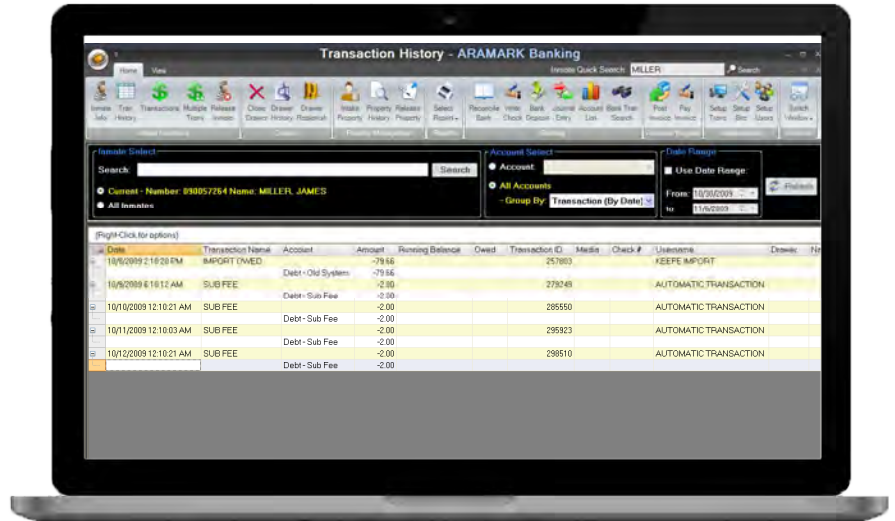 Transaction History - ARAMARK Banking
Home View Inmate Quick Search: MILLER Search
Inmate Tran Transactions Multiple Release Close Drawer Drawer Intake Property Release Select Reconcile Write Bank Journal Account Bank Tran Post Pay Setup Setup Setup Switch
Info History Trans Inmate Drawer History Property History Property Report Bank Check Deposit Entry List Search Invoice Invoice Trans Users Window
Inmate Select Account Select Date Range
Search: Search Account: Use Date Range:
Current - Number: 090057264 Name: MILLER, JAMES All Accounts From: 10/30/2009 Refresh
All Inmates - Group By: Transaction (By Date) to: 11/6/2009
(Right-Click for options)
Date Transaction Name Account Amount Running Balance Owed Transaction ID Media Check # Username Drawer
10/8/2009 2:18:28 PM IMPORT OWED -79.66 257803 KEEFE IMPORT
Debt - Old System -79.66
10/9/2009 6:18:12 AM SUB FEE -2.00 279249 AUTOMATIC TRANSACTION
Debt - Sub Fee -2.00
10/10/2009 12:10:21 AM SUB FEE -2.00 285550 AUTOMATIC TRANSACTION
Debt - Sub Fee -2.00
10/11/2009 12:10:03 AM SUB FEE -2.00 295923 AUTOMATIC TRANSACTION
Debt - Sub Fee -2.00
10/12/2009 12:10:21 AM SUB FEE -2.00 298510 AUTOMATIC TRANSACTION
Debt - Sub Fee -2.00